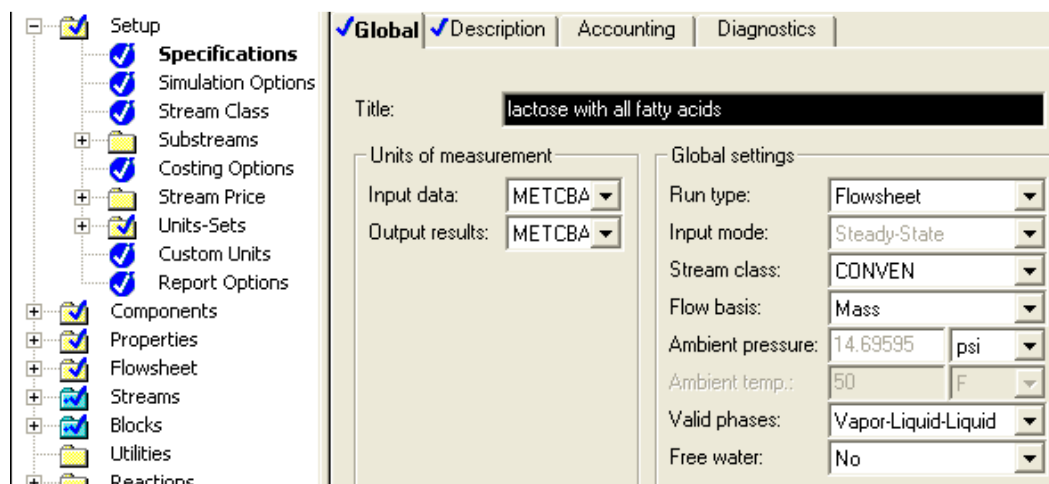 Setup
Specifications
Simulation Options
Stream Class
Substreams
Costing Options
Stream Price
Units-Sets
Custom Units
Report Options
Components
Properties
Flowsheet
Streams
Blocks
Utilities
Reactions
Global Description Accounting Diagnostics
Title: lactose with all fatty acids
Units of measurement
Input data: METCBA
Output results: METCBA
Global settings
Run type: Flowsheet
Input mode: Steady-State
Stream class: CONVEN
Flow basis: Mass
Ambient pressure: 14.69595 psi
Ambient temp.: 50 F
Valid phases: Vapor-Liquid-Liquid
Free water: No